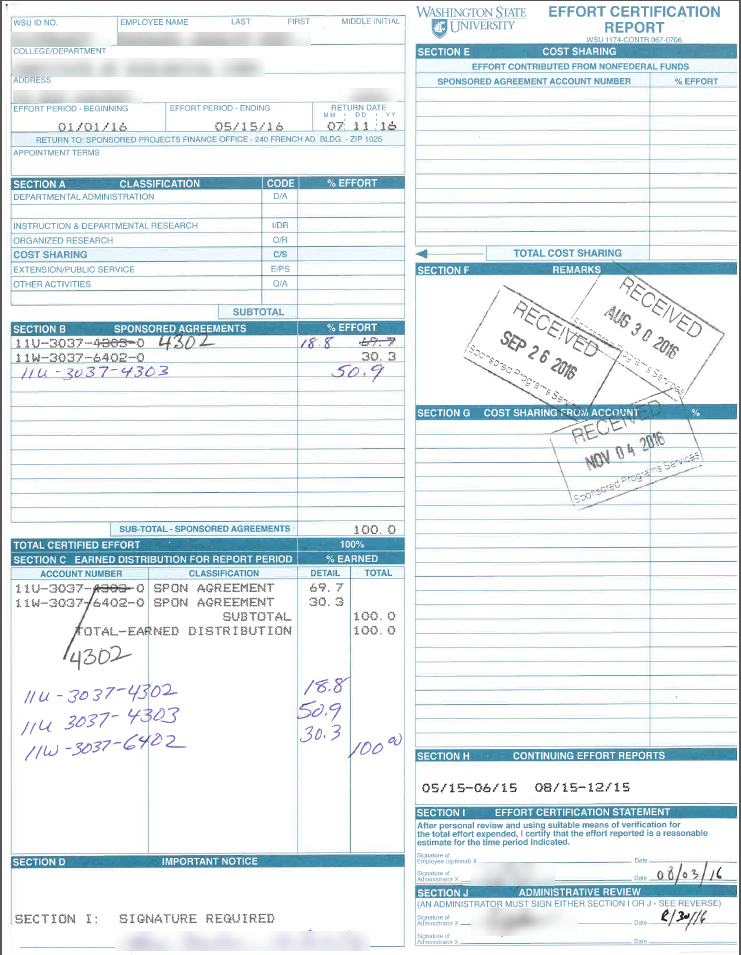 WSU ID NO. EMPLOYEE NAME LAST FIRST MIDDLE INITIAL
COLLEGE/DEPARTMENT
ADDRESS
EFFORT PERIOD - BEGINNING EFFORT PERIOD - ENDING RETURN DATE
MM DD YY
01/01/16 05/15/16 07 11 16
RETURN TO: SPONSORED PROJECTS FINANCE OFFICE - 240 FRENCH AD. BLDG. - ZIP 1025
APPOINTMENT TERMS
SECTION A CLASSIFICATION CODE % EFFORT
DEPARTMENTAL ADMINISTRATION D/A
INSTRUCTION & DEPARTMENTAL RESEARCH I/DR
ORGANIZED RESEARCH O/R
COST SHARING C/S
EXTENSION/PUBLIC SERVICE E/PS
OTHER ACTIVITIES O/A
SUBTOTAL
SECTION B SPONSORED AGREEMENTS % EFFORT
11U-3037-4303-0 4302 18.8 69.7
11W-3037-6402-0 30.3
11U-3037-4303 50.9
SUB-TOTAL - SPONSORED AGREEMENTS 100.0
TOTAL CERTIFIED EFFORT 100%
SECTION C EARNED DISTRIBUTION FOR REPORT PERIOD % EARNED
ACCOUNT NUMBER CLASSIFICATION DETAIL TOTAL
11U-3037-4303-0 SPON AGREEMENT 69.7
11W-3037-6402-0 SPON AGREEMENT 30.3
SUBTOTAL 100.0
TOTAL-EARNED DISTRIBUTION 100.0
4302
11U-3037-4302 18.8
11U 3037-4303 50.9
11W-3037-6402 30.3
100 00
SECTION D IMPORTANT NOTICE
SECTION I: SIGNATURE REQUIRED
WASHINGTON STATE
UNIVERSITY
EFFORT CERTIFICATION
REPORT
WSU 1174-CONTR 067-0706
SECTION E COST SHARING
EFFORT CONTRIBUTED FROM NONFEDERAL FUNDS
SPONSORED AGREEMENT ACCOUNT NUMBER % EFFORT
TOTAL COST SHARING
SECTION F REMARKS
RECEIVED
AUG 30 2016
Sponsored Programs Services
RECEIVED
SEP 26 2016
Sponsored Programs Services
SECTION G COST SHARING FROM ACCOUNT %
RECEIVED
NOV 04 2016
Sponsored Programs Services
SECTION H CONTINUING EFFORT REPORTS
05/15-06/15 08/15-12/15
SECTION I EFFORT CERTIFICATION STATEMENT
After personal review and using suitable means of verification for
the total effort expended, I certify that the effort reported is a reasonable
estimate for the time period indicated.
Signature of
Employee (optional) X Date
Signature of
Administrator X Date 08/03/16
SECTION J ADMINISTRATIVE REVIEW
(AN ADMINISTRATOR MUST SIGN EITHER SECTION I OR J - SEE REVERSE)
Signature of
Administrator X Date 8/30/16
Signature of
Administrator X Date